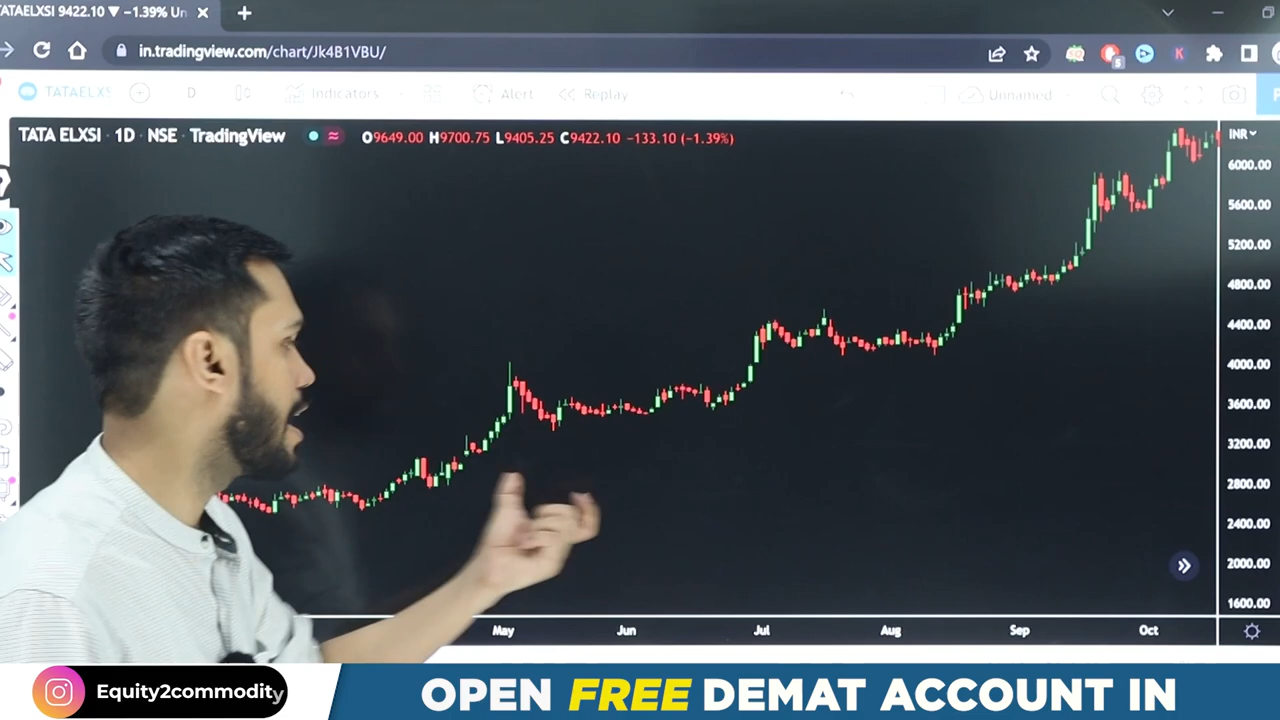 TATAELXSI 9422.10 ▼ −1.39% Un
in.tradingview.com/chart/Jk4B1VBU/
5
K
TATAELXS
D
Indicators
Alert
Replay
Unnamed
TATA ELXSI · 1D · NSE · TradingView
O9649.00 H9700.75 L9405.25 C9422.10 −133.10 (−1.39%)
INR
6000.00
5600.00
5200.00
4800.00
4400.00
4000.00
3600.00
3200.00
2800.00
2400.00
2000.00
1600.00
May
Jun
Jul
Aug
Sep
Oct
Equity2commodity
OPEN FREE DEMAT ACCOUNT IN